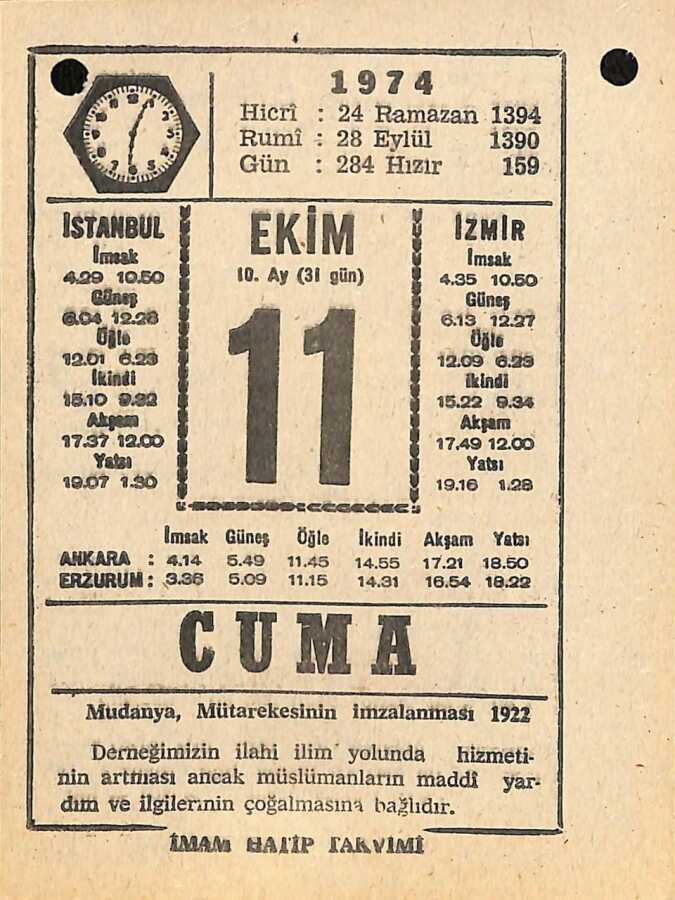 1974
Hicrî : 24 Ramazan 1394
Rumî : 28 Eylül 1390
Gün : 284 Hızır 159
İSTANBUL
İmsak
4.29 10.50
Güneş
6.04 12.26
Öğle
12.01 6.23
İkindi
15.10 9.32
Akşam
17.37 12.00
Yatsı
19.07 1.30
EKİM
10. Ay (31 gün)
11
İZMİR
İmsak
4.35 10.50
Güneş
6.13 12.27
Öğle
12.09 6.23
İkindi
15.22 9.34
Akşam
17.49 12.00
Yatsı
19.16 1.28
İmsak Güneş Öğle İkindi Akşam Yatsı
ANKARA : 4.14 5.49 11.45 14.55 17.21 18.50
ERZURUM : 3.36 5.09 11.15 14.31 16.54 18.22
CUMA
Mudanya, Mütarekesinin imzalanması 1922
Derneğimizin ilahi ilim yolunda hizmeti-
nin artması ancak müslümanların maddî yar-
dım ve ilgilerinin çoğalmasına bağlıdır.
İMAM HATİP TAKVİMİ